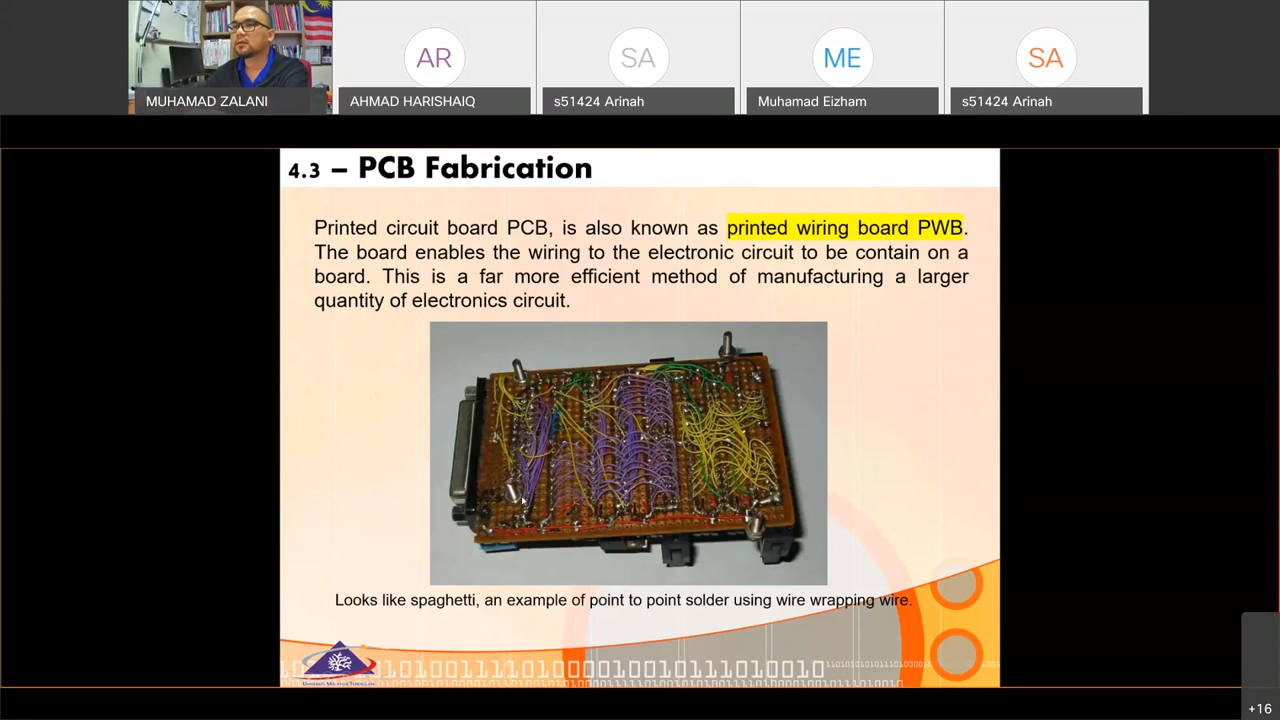 AR
SA
ME
SA
MUHAMAD ZALANI
AHMAD HARISHAIQ
s51424 Arinah
Muhamad Eizham
s51424 Arinah
4.3 – PCB Fabrication
Printed circuit board PCB, is also known as printed wiring board PWB.
The board enables the wiring to the electronic circuit to be contain on a
board. This is a far more efficient method of manufacturing a larger
quantity of electronics circuit.
Looks like spaghetti, an example of point to point solder using wire wrapping wire.
+16